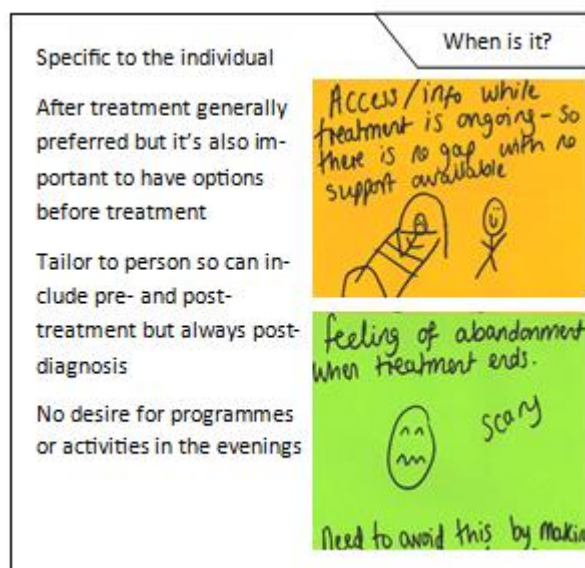 When is it?
Specific to the individual
After treatment generally
preferred but it's also im-
portant to have options
before treatment
Tailor to person so can in-
clude pre- and post-
treatment but always post-
diagnosis
No desire for programmes
or activities in the evenings
Access/info while
treatment is ongoing - so
there is no gap with no
support available
feeling of abandonment
when treatment ends.
scary
Need to avoid this by making